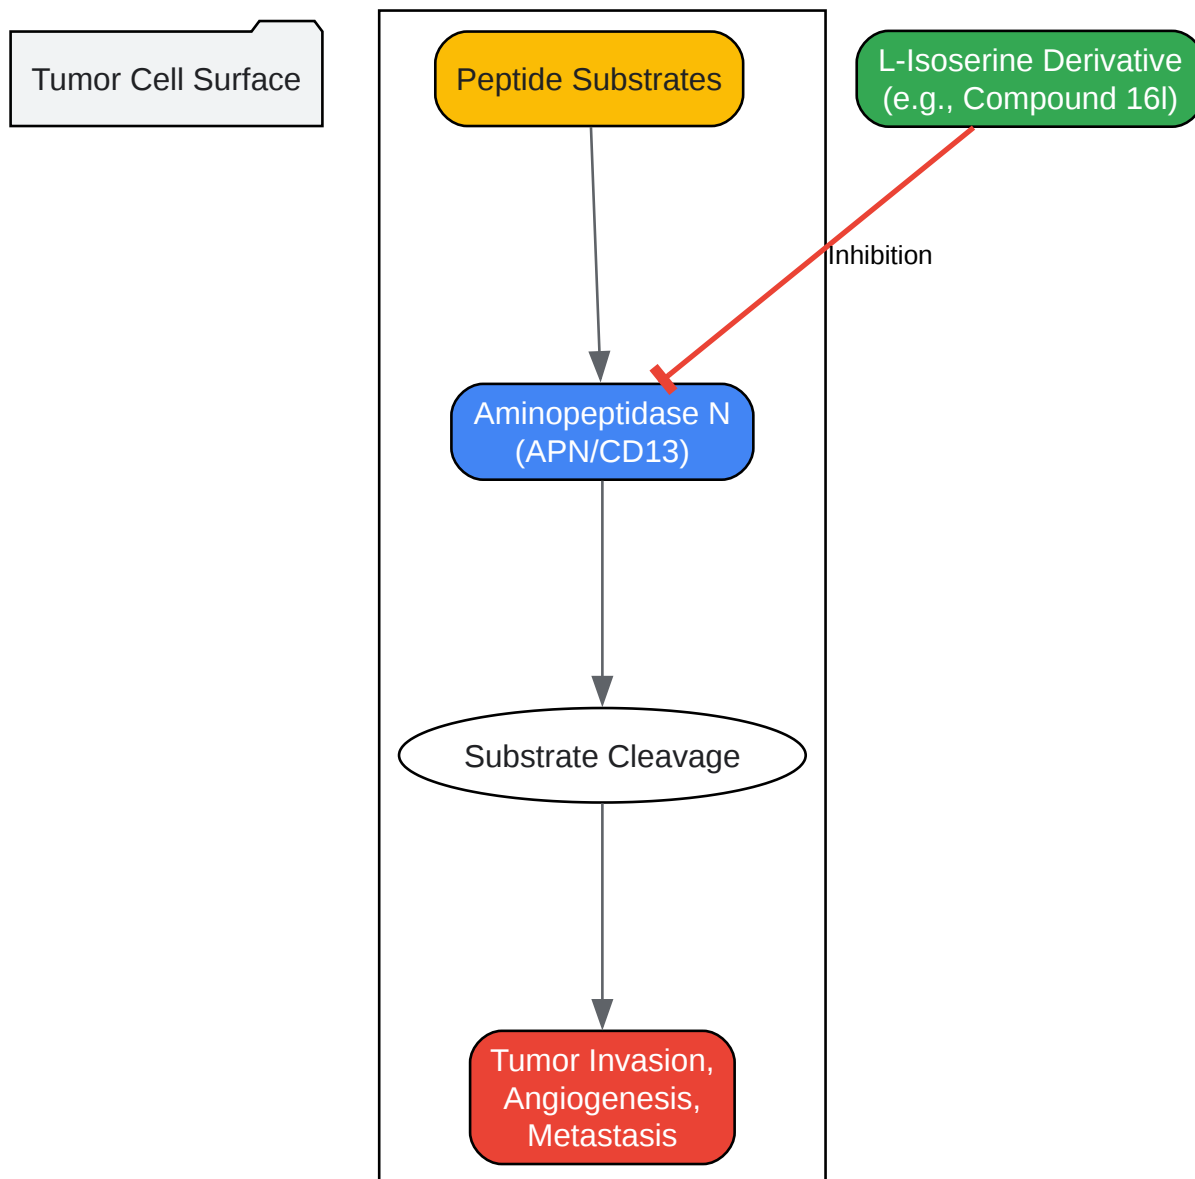 Tumor Cell Surface
Peptide Substrates
L-Isoserine Derivative
(e.g., Compound 16l)
Inhibition
Aminopeptidase N
(APN/CD13)
Substrate Cleavage
Tumor Invasion,
Angiogenesis,
Metastasis